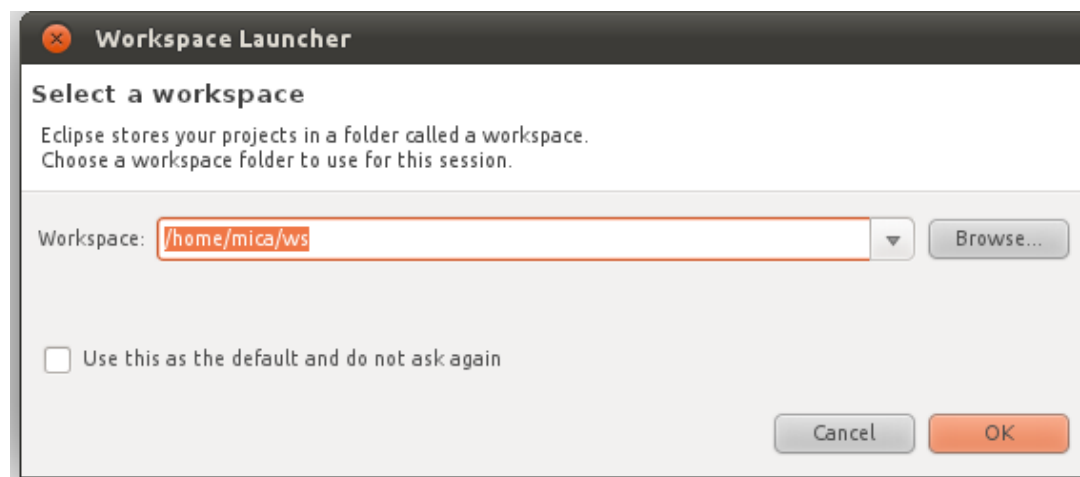 Workspace Launcher
Select a workspace
Eclipse stores your projects in a folder called a workspace.
Choose a workspace folder to use for this session.
Workspace: /home/mica/ws Browse...
Use this as the default and do not ask again
Cancel OK